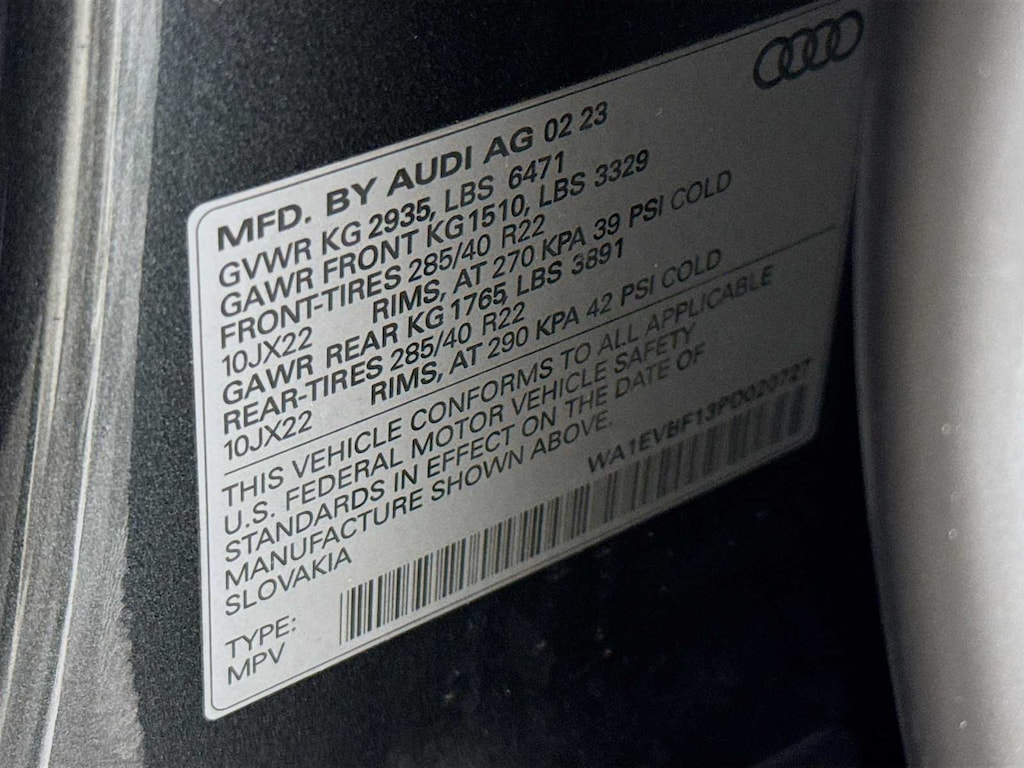 MFD. BY AUDI AG 02 23
GVWR KG 2935, LBS 6471
GAWR FRONT KG1510, LBS 3329
FRONT-TIRES 285/40 R22
10JX22 RIMS, AT 270 KPA 39 PSI COLD
GAWR REAR KG 1765, LBS 3891
REAR-TIRES 285/40 R22
10JX22 RIMS, AT 290 KPA 42 PSI COLD
THIS VEHICLE CONFORMS TO ALL APPLICABLE
U.S. FEDERAL MOTOR VEHICLE SAFETY
STANDARDS IN EFFECT ON THE DATE OF
MANUFACTURE SHOWN ABOVE.
SLOVAKIA
WA1EVBF13PD020727
TYPE:
MPV